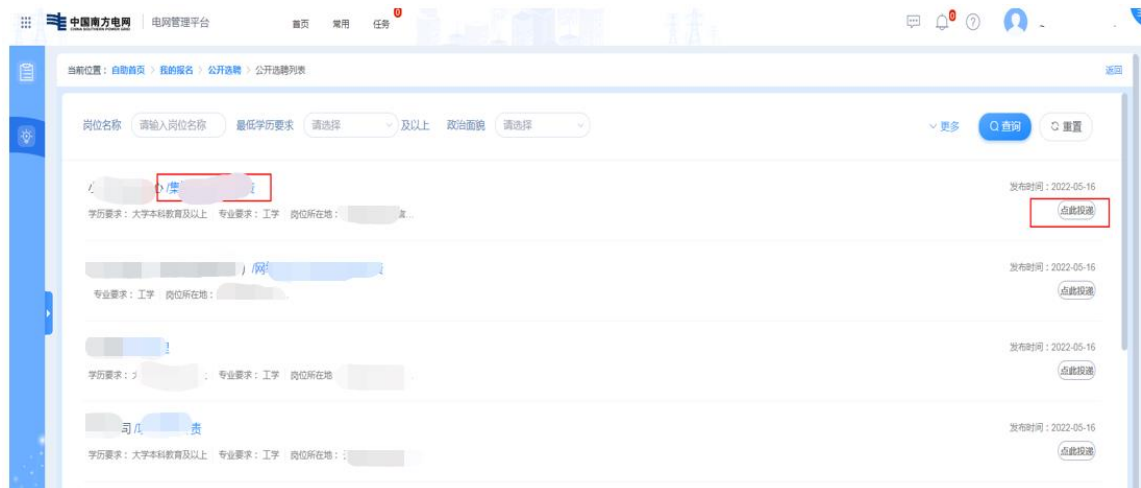 中国南方电网 电网管理平台 首页 常用 任务 0 0
CHINA SOUTHERN POWER GRID
当前位置：自助首页 > 我的报名 > 公开选聘 > 公开选聘列表 返回
岗位名称 请输入岗位名称 最低学历要求 请选择 及以上 政治面貌 请选择 更多 查询 重置
/集 发布时间：2022-05-16
学历要求：大学本科教育及以上 专业要求：工学 岗位所在地： 点此投递
/网 发布时间：2022-05-16
专业要求：工学 岗位所在地： 点此投递
发布时间：2022-05-16
学历要求： 专业要求：工学 岗位所在地 点此投递
司 / 责 发布时间：2022-05-16
学历要求：大学本科教育及以上 专业要求：工学 岗位所在地： 点此投递